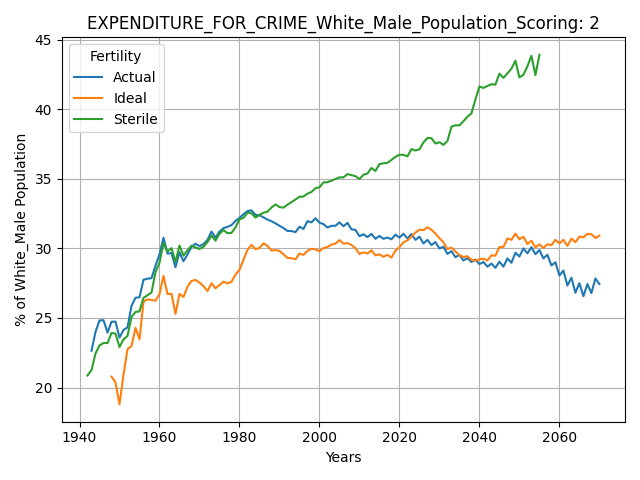 EXPENDITURE_FOR_CRIME_White_Male_Population_Scoring: 2
Fertility
Actual
Ideal
Sterile
% of White_Male Population
45
40
35
30
25
20
1940 1960 1980 2000 2020 2040 2060
Years